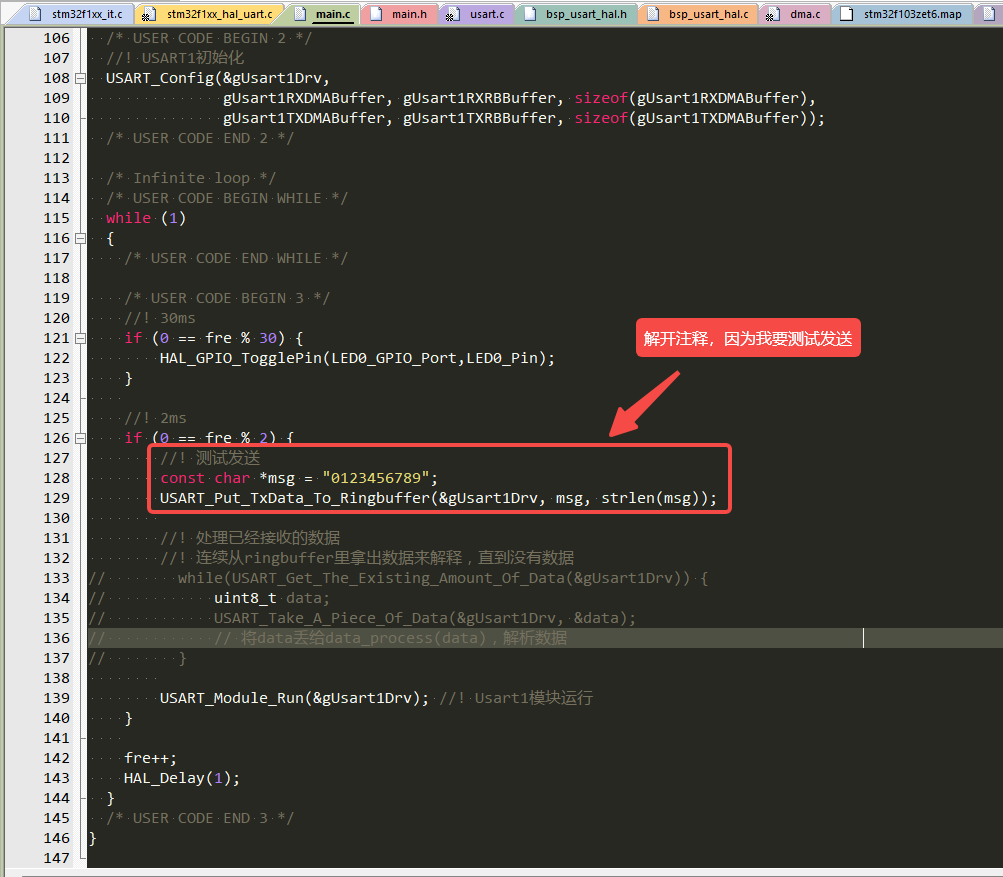 stm32f1xx_it.c stm32f1xx_hal_uart.c main.c main.h usart.c bsp_usart_hal.h bsp_usart_hal.c dma.c stm32f103zet6.map
106 /* USER CODE BEGIN 2 */
107 //! USART1初始化
108 USART_Config(&gUsart1Drv,
109 gUsart1RXDMABuffer, gUsart1RXRBBuffer, sizeof(gUsart1RXDMABuffer),
110 gUsart1TXDMABuffer, gUsart1TXRBBuffer, sizeof(gUsart1TXDMABuffer));
111 /* USER CODE END 2 */
112
113 /* Infinite loop */
114 /* USER CODE BEGIN WHILE */
115 while (1)
116 {
117 /* USER CODE END WHILE */
118
119 /* USER CODE BEGIN 3 */
120 //! 30ms
121 if (0 == fre % 30) {
122 HAL_GPIO_TogglePin(LED0_GPIO_Port,LED0_Pin);
123 }
解开注释，因为我要测试发送
124
125 //! 2ms
126 if (0 == fre % 2) {
127 //! 测试发送
128 const char *msg = "0123456789";
129 USART_Put_TxData_To_Ringbuffer(&gUsart1Drv, msg, strlen(msg));
130
131 //! 处理已经接收的数据
132 //! 连续从ringbuffer里拿出数据来解释，直到没有数据
133 // while(USART_Get_The_Existing_Amount_Of_Data(&gUsart1Drv)) {
134 // uint8_t data;
135 // USART_Take_A_Piece_Of_Data(&gUsart1Drv, &data);
136 // // 将data丢给data_process(data)，解析数据
137 // }
138
139 USART_Module_Run(&gUsart1Drv); //! Usart1模块运行
140 }
141
142 fre++;
143 HAL_Delay(1);
144 }
145 /* USER CODE END 3 */
146 }
147